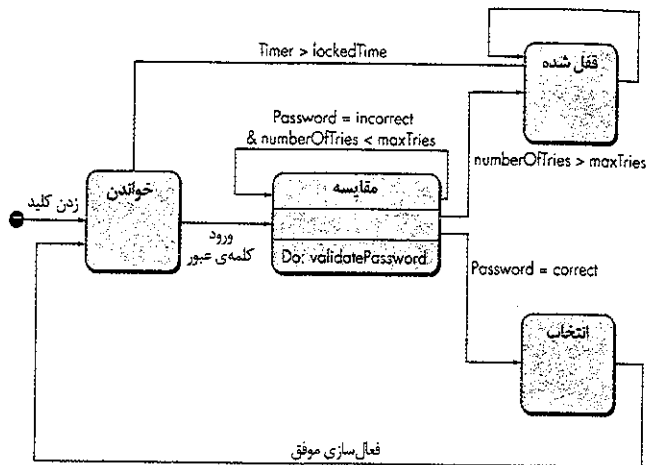 Timer > lockedTime
قفل شده
Password = incorrect
& numberOfTries < maxTries
numberOfTries > maxTries
زدن کلید
خواندن
مقایسه
ورود
کلمه‌ی عبور
Do: validatePassword
Password = correct
انتخاب
فعال‌سازی موفق